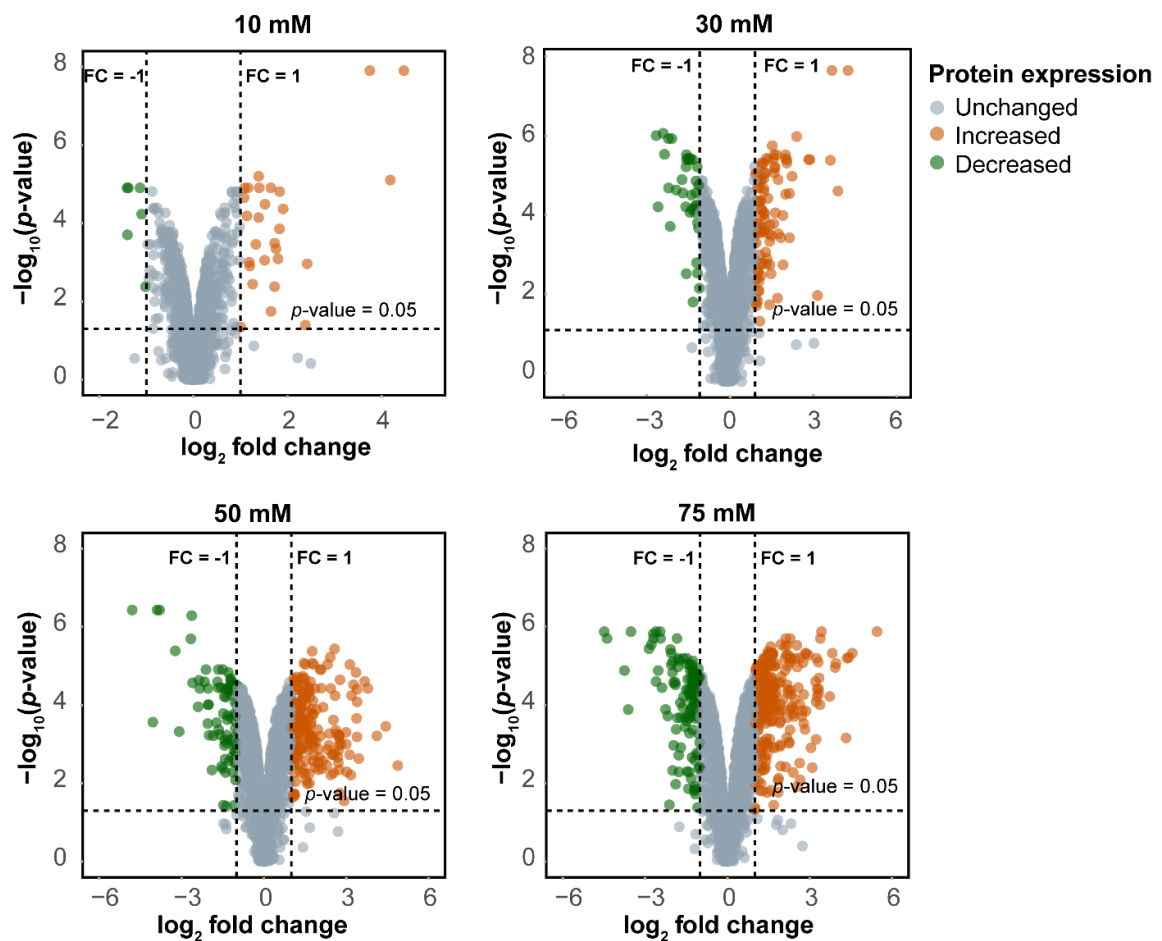 10 mM
30 mM
Protein expression
Unchanged
Increased
Decreased
FC = -1
FC = 1
−log10(p-value)
8
6
4
2
0
p-value = 0.05
−2
0
2
4
log2 fold change
FC = -1
FC = 1
−log10(p-value)
8
6
4
2
0
p-value = 0.05
−6
−3
0
3
6
log2 fold change
50 mM
75 mM
FC = -1
FC = 1
−log10(p-value)
8
6
4
2
0
p-value = 0.05
−6
−3
0
3
6
log2 fold change
FC = -1
FC = 1
−log10(p-value)
8
6
4
2
0
p-value = 0.05
−6
−3
0
3
6
log2 fold change